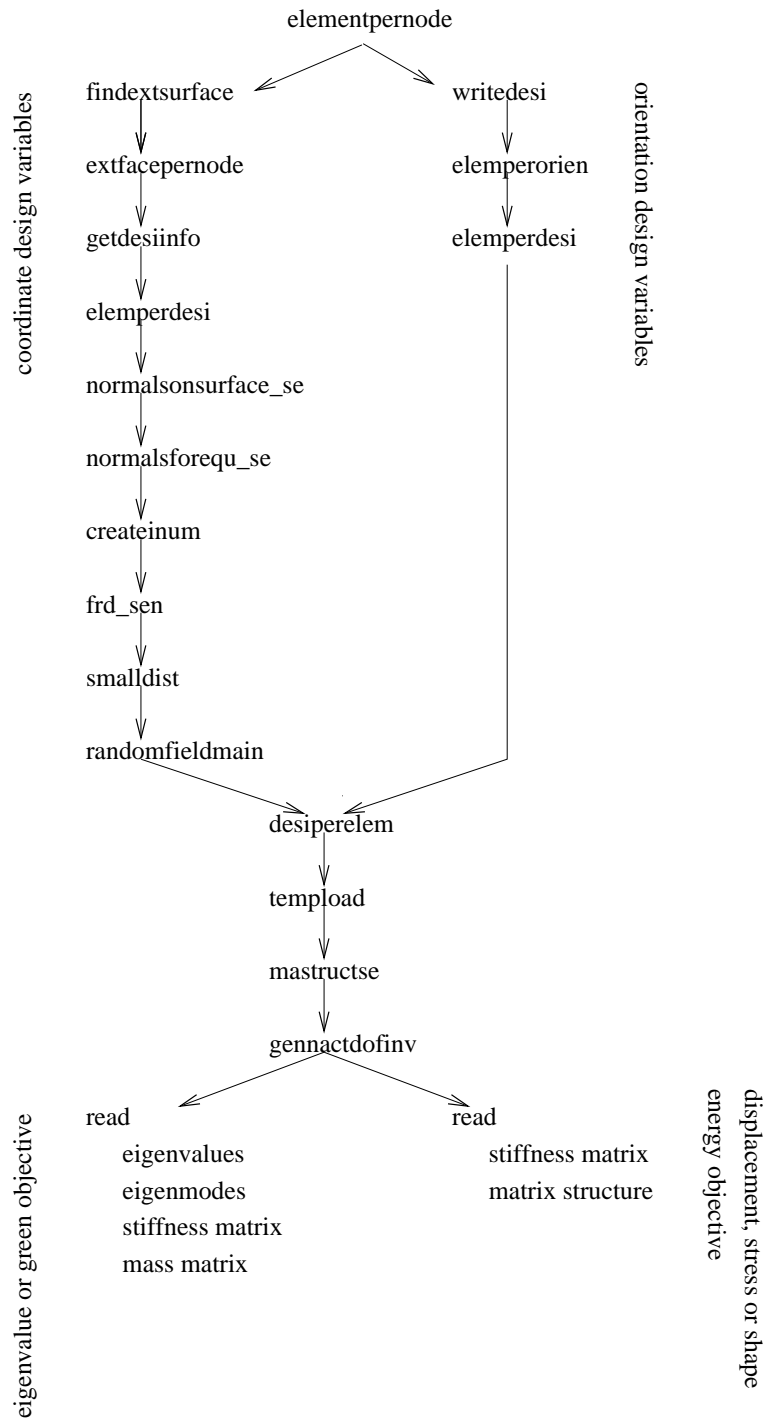 elementpernode
findextsurface
writedesi
coordinate design variables
orientation design variables
extfacepernode
elemperorien
getdesiinfo
elemperdesi
elemperdesi
normalsonsurface_se
normalsforequ_se
createinum
frd_sen
smalldist
randomfieldmain
desiperelem
tempload
mastructse
gennactdofinv
read
read
eigenvalue or green objective
eigenvalues
eigenmodes
stiffness matrix
mass matrix
stiffness matrix
matrix structure
displacement, stress or shape
energy objective